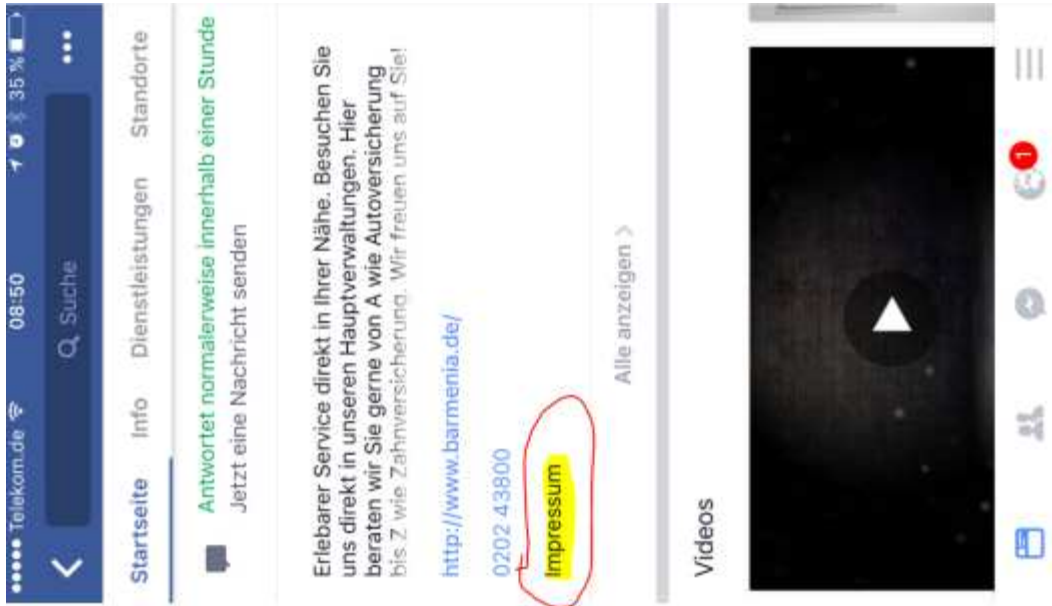 Telekom.de 08:50 35 %
Suche
Startseite Info Dienstleistungen Standorte
Antwortet normalerweise innerhalb einer Stunde
Jetzt eine Nachricht senden
Erlebarer Service direkt in Ihrer Nähe. Besuchen Sie
uns direkt in unseren Hauptverwaltungen. Hier
beraten wir Sie gerne von A wie Autoversicherung
bis Z wie Zahnversicherung. Wir freuen uns auf Sie!
http://www.barmenia.de/
0202 43800
Impressum
Alle anzeigen >
Videos
1